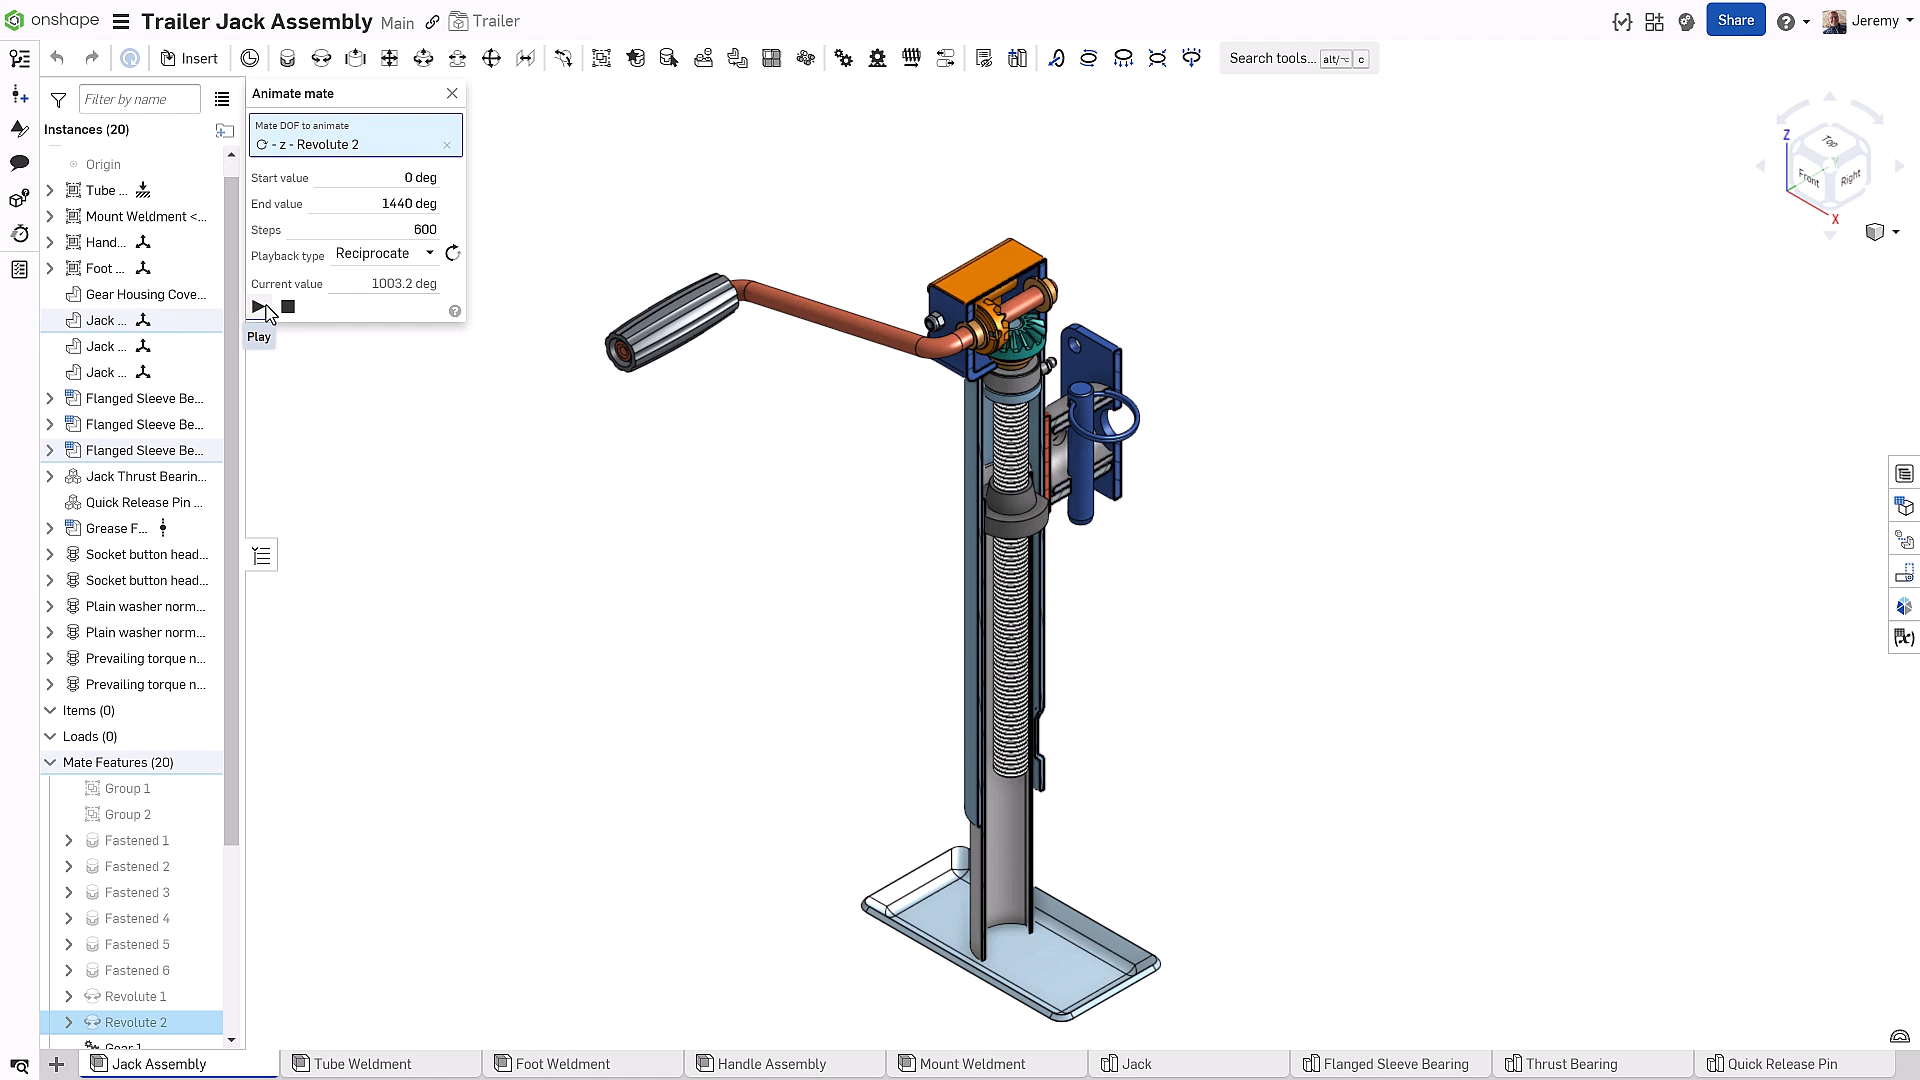 onshape
Trailer Jack Assembly Main Trailer
Share
Jeremy
Insert
Search tools... alt/⌥ c
Filter by name
Instances (20)
Origin
Tube ...
Mount Weldment <...
Hand...
Foot ...
Gear Housing Cove...
Jack ...
Jack ...
Jack ...
Flanged Sleeve Be...
Flanged Sleeve Be...
Flanged Sleeve Be...
Jack Thrust Bearin...
Quick Release Pin ...
Grease F...
Socket button head...
Socket button head...
Plain washer norm...
Plain washer norm...
Prevailing torque n...
Prevailing torque n...
Items (0)
Loads (0)
Mate Features (20)
Group 1
Group 2
Fastened 1
Fastened 2
Fastened 3
Fastened 4
Fastened 5
Fastened 6
Revolute 1
Revolute 2
Gear 1
Animate mate
Mate DOF to animate
- z - Revolute 2
Start value 0 deg
End value 1440 deg
Steps 600
Playback type Reciprocate
Current value 1003.2 deg
Play
Z
Top
Y
Front
Right
X
Jack Assembly
Tube Weldment
Foot Weldment
Handle Assembly
Mount Weldment
Jack
Flanged Sleeve Bearing
Thrust Bearing
Quick Release Pin